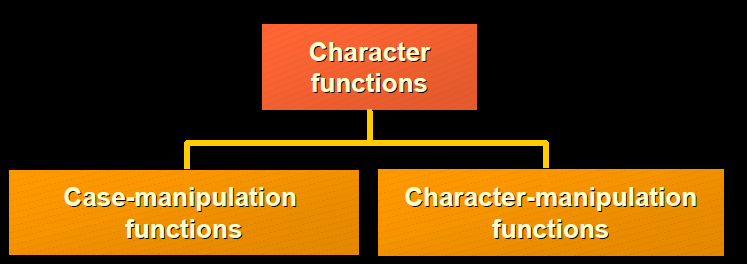 Character
functions
Case-manipulation
functions
Character-manipulation
functions